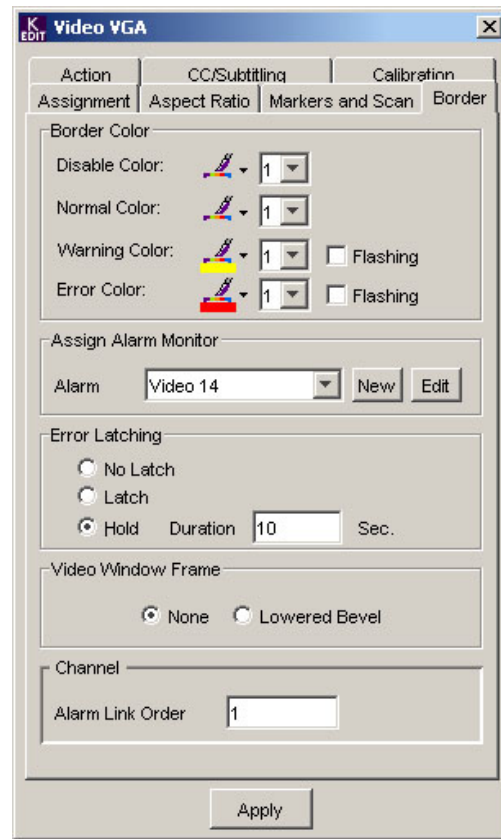 K EDIT Video VGA
Action CC/Subtitling Calibration
Assignment Aspect Ratio Markers and Scan Border
Border Color
Disable Color: 1
Normal Color: 1
Warning Color: 1 Flashing
Error Color: 1 Flashing
Assign Alarm Monitor
Alarm Video 14 New Edit
Error Latching
No Latch
Latch
Hold Duration 10 Sec.
Video Window Frame
None Lowered Bevel
Channel
Alarm Link Order 1
Apply